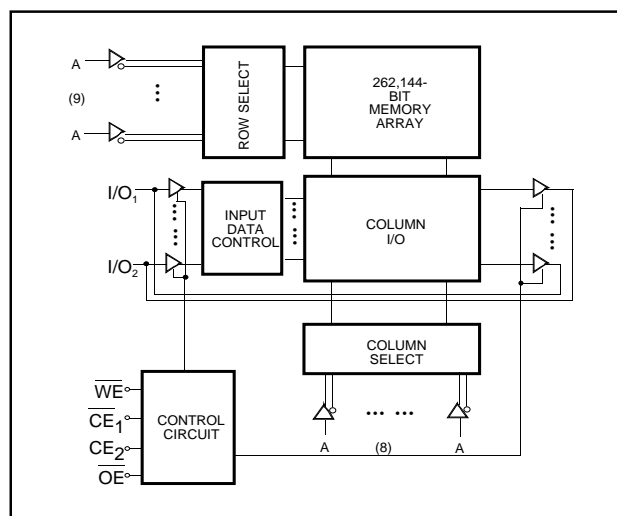 A
(9)
A
ROW SELECT
262,144-
BIT
MEMORY
ARRAY
I/O1
I/O2
INPUT
DATA
CONTROL
COLUMN
I/O
COLUMN
SELECT
WE
CE1
CE2
OE
CONTROL
CIRCUIT
A
(8)
A